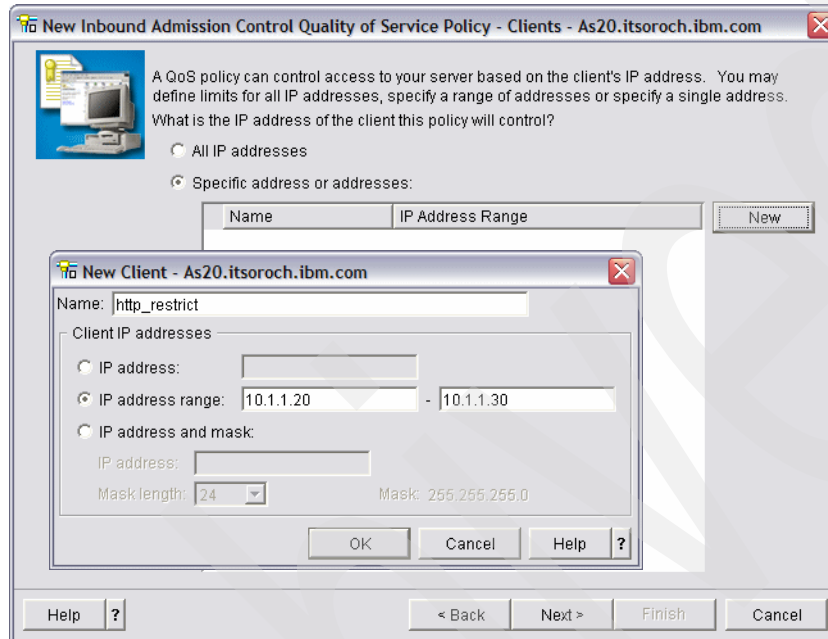 New Inbound Admission Control Quality of Service Policy - Clients - As20.itsoroch.ibm.com
A QoS policy can control access to your server based on the client's IP address. You may
define limits for all IP addresses, specify a range of addresses or specify a single address.
What is the IP address of the client this policy will control?
All IP addresses
Specific address or addresses:
Name IP Address Range New
New Client - As20.itsoroch.ibm.com
Name: http_restrict
Client IP addresses
IP address:
IP address range: 10.1.1.20 - 10.1.1.30
IP address and mask:
IP address:
Mask length: 24 Mask: 255.255.255.0
OK Cancel Help ?
Help ? < Back Next > Finish Cancel